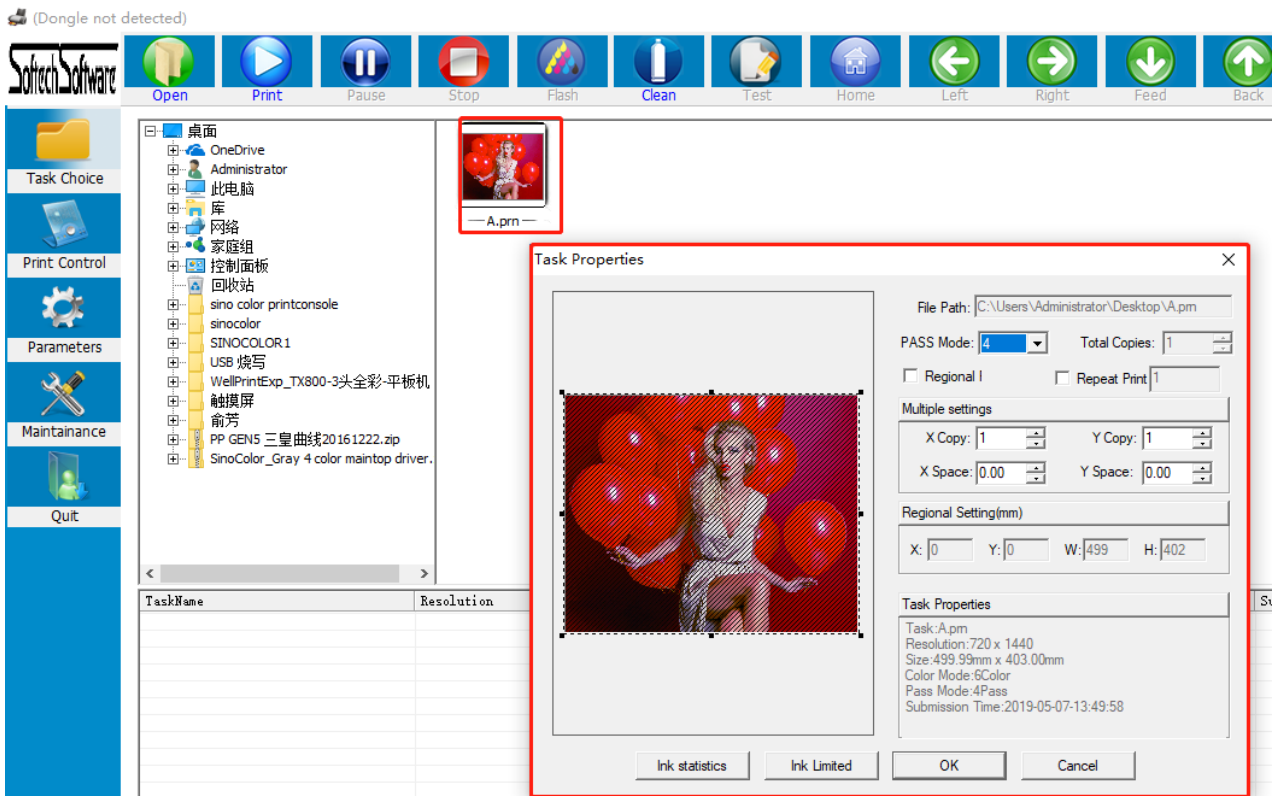 (Dongle not detected)
Softech Software
Open Print Pause Stop Flash Clean Test Home Left Right Feed Back
Task Choice
Print Control
Parameters
Maintainance
Quit
桌面
OneDrive
Administrator
此电脑
库
网络
家庭组
控制面板
回收站
sino color printconsole
sinocolor
SINOCOLOR1
USB 烧写
WellPrintExp_TX800-3头全彩-平板机
触摸屏
俞芳
PP GEN5 三皇曲线20161222.zip
SinoColor_Gray 4 color maintop driver.
A.prn
TaskName Resolution
Su
Task Properties
File Path: C:\Users\Administrator\Desktop\A.prn
PASS Mode: 4 Total Copies: 1
Regional I Repeat Print 1
Multiple settings
X Copy: 1 Y Copy: 1
X Space: 0.00 Y Space: 0.00
Regional Setting(mm)
X: 0 Y: 0 W: 499 H: 402
Task Properties
Task:A.prn
Resolution:720 x 1440
Size:499.99mm x 403.00mm
Color Mode:6Color
Pass Mode:4Pass
Submission Time:2019-05-07-13:49:58
Ink statistics Ink Limited OK Cancel